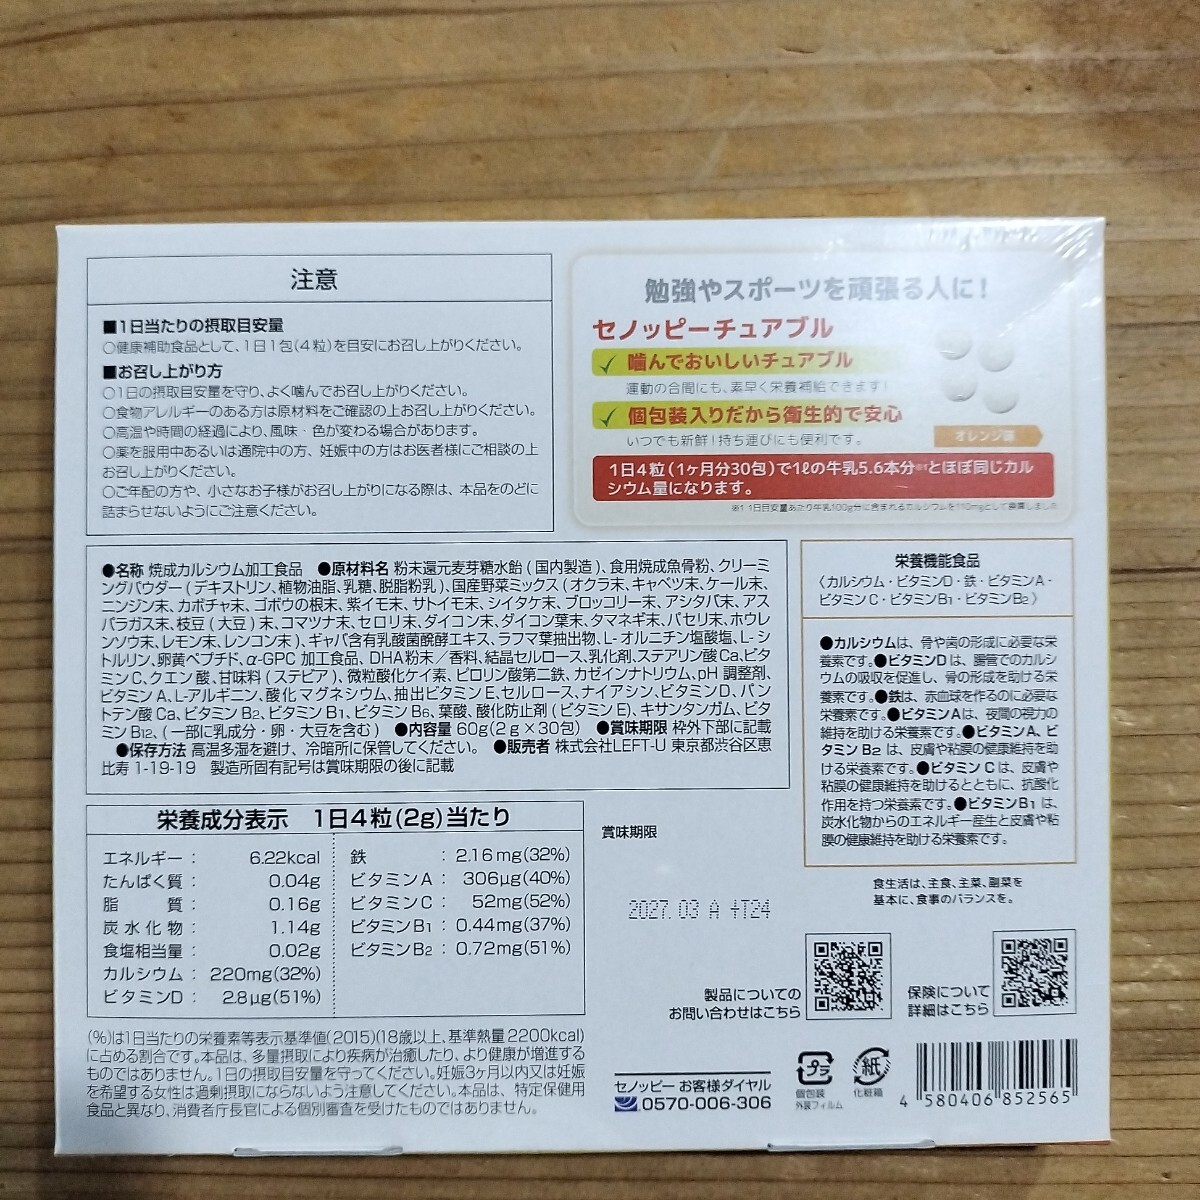 注意
■1日当たりの摂取目安量
○健康補助食品として、1日1包(4粒)を目安にお召し上がりください。
■お召し上がり方
○1日の摂取目安量を守り、よく噛んでお召し上がりください。
○食物アレルギーのある方は原材料をご確認の上お召し上がりください。
○高温や時間の経過により、風味・色が変わる場合があります。
○薬を服用中あるいは通院中の方、妊娠中の方はお医者様にご相談の上
お召し上がりください。
○ご年配の方や、小さなお子様がお召し上がりになる際は、本品をのどに
詰まらせないようにご注意ください。
勉強やスポーツを頑張る人に!
セノッピーチュアブル
噛んでおいしいチュアブル
運動の合間にも、素早く栄養補給できます!
個包装入りだから衛生的で安心
いつでも新鮮!持ち運びにも便利です。
オレンジ味
1日4粒(1ヶ月分30包)で1ℓの牛乳5.6本分※1とほぼ同じカル
シウム量になります。
※1 1日目安量あたり牛乳100g分に含まれるカルシウムを110mgとして換算しました
●名称 焼成カルシウム加工食品 ●原材料名 粉末還元麦芽糖水飴(国内製造)、食用焼成魚骨粉、クリーミ
ングパウダー(デキストリン、植物油脂、乳糖、脱脂粉乳)、国産野菜ミックス(オクラ末、キャベツ末、ケール末、
ニンジン末、カボチャ末、ゴボウの根末、紫イモ末、サトイモ末、シイタケ末、ブロッコリー末、アシタバ末、アス
パラガス末、枝豆(大豆)末、コマツナ末、セロリ末、ダイコン末、ダイコン葉末、タマネギ末、パセリ末、ホウレ
ンソウ末、レモン末、レンコン末)、ギャバ含有乳酸菌醗酵エキス、ラフマ葉抽出物、L-オルニチン塩酸塩、L-シ
トルリン、卵黄ペプチド、α-GPC 加工食品、DHA粉末/香料、結晶セルロース、乳化剤、ステアリン酸Ca、ビタ
ミンC、クエン酸、甘味料(ステビア)、微粒酸化ケイ素、ピロリン酸第二鉄、カゼインナトリウム、pH 調整剤、
ビタミンA、L-アルギニン、酸化マグネシウム、抽出ビタミンE、セルロース、ナイアシン、ビタミンD、パン
トテン酸Ca、ビタミンB2、ビタミンB1、ビタミンB6、葉酸、酸化防止剤(ビタミンE)、キサンタンガム、ビタミ
ンB12、(一部に乳成分・卵・大豆を含む) ●内容量 60g(2g×30包) ●賞味期限 枠外下部に記載
●保存方法 高温多湿を避け、冷暗所に保管してください。 ●販売者 株式会社LEFT-U 東京都渋谷区恵
比寿 1-19-19 製造所固有記号は賞味期限の後に記載
栄養機能食品
〈カルシウム・ビタミンD・鉄・ビタミンA・
ビタミンC・ビタミンB1・ビタミンB2〉
●カルシウムは、骨や歯の形成に必要な栄
養素です。●ビタミンDは、腸管でのカルシ
ウムの吸収を促進し、骨の形成を助ける栄
養素です。●鉄は、赤血球を作るのに必要な
栄養素です。●ビタミンAは、夜間の視力の
維持を助ける栄養素です。●ビタミンA、ビ
タミンB2 は、皮膚や粘膜の健康維持を助
ける栄養素です。●ビタミンCは、皮膚や
粘膜の健康維持を助けるとともに、抗酸化
作用を持つ栄養素です。●ビタミンB1は、
炭水化物からのエネルギー産生と皮膚や粘
膜の健康維持を助ける栄養素です。
食生活は、主食、主菜、副菜を
基本に、食事のバランスを。
栄養成分表示 1日4粒(2g)当たり
エネルギー: 6.22kcal
たんぱく質: 0.04g
脂質: 0.16g
炭水化物: 1.14g
食塩相当量: 0.02g
カルシウム: 220mg(32%)
ビタミンD: 2.8μg(51%)
鉄: 2.16mg(32%)
ビタミンA: 306μg(40%)
ビタミンC: 52mg(52%)
ビタミンB1: 0.44mg(37%)
ビタミンB2: 0.72mg(51%)
賞味期限
2027.03 A +T24
(%)は1日当たりの栄養素等表示基準値(2015)(18歳以上、基準熱量2200kcal)
に占める割合です。本品は、多量摂取により疾病が治癒したり、より健康が増進する
ものではありません。1日の摂取目安量を守ってください。妊娠3ヶ月以内又は妊娠
を希望する女性は過剰摂取にならないよう注意してください。本品は、特定保健用
食品と異なり、消費者庁長官による個別審査を受けたものではありません。
製品についての
お問い合わせはこちら
保険について
詳細はこちら
セノッピー お客様ダイヤル
0570-006-306
プラ
個包装
外装フィルム
紙
化粧箱
4 580406 852565